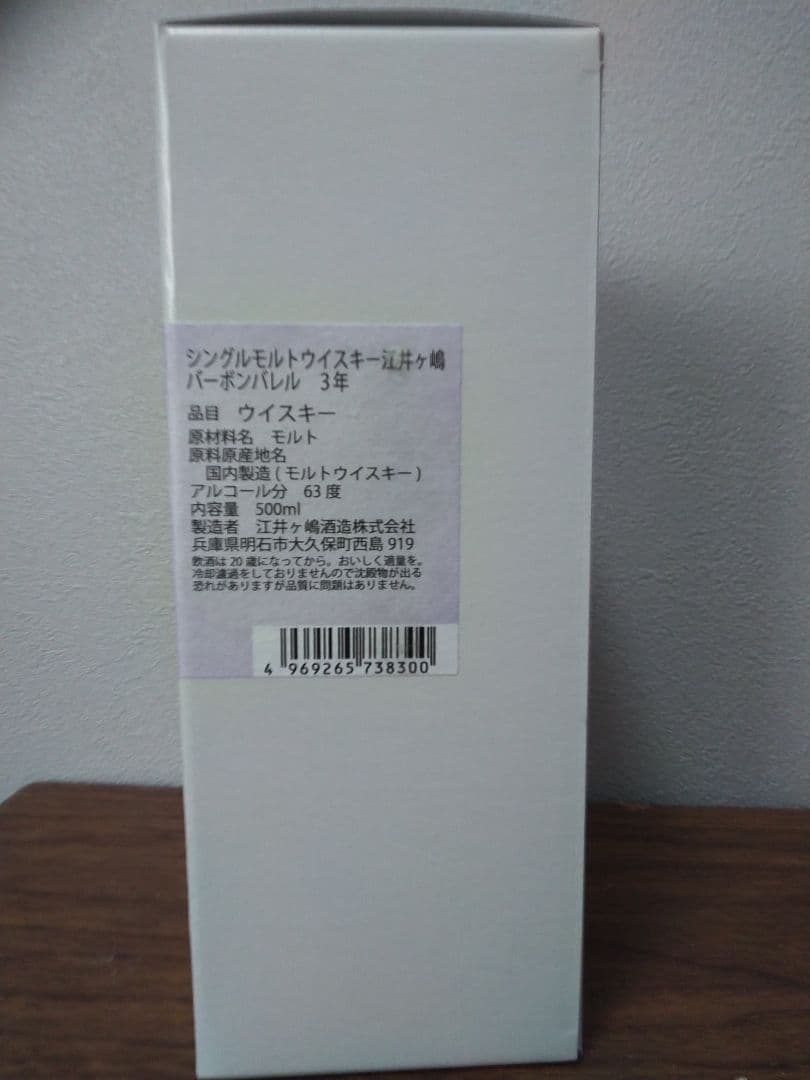 シングルモルトウイスキー江井ヶ嶋
バーボンバレル　3年
品目　ウイスキー
原材料名　モルト
原料原産地名
国内製造 ( モルトウイスキー )
アルコール分　63 度
内容量　500ml
製造者　江井ヶ嶋酒造株式会社
兵庫県明石市大久保町西島 919
飲酒は 20 歳になってから。おいしく適量を。
冷却濾過をしておりませんので沈殿物が出る
恐れがありますが品質に問題はありません。
4 969265 738300